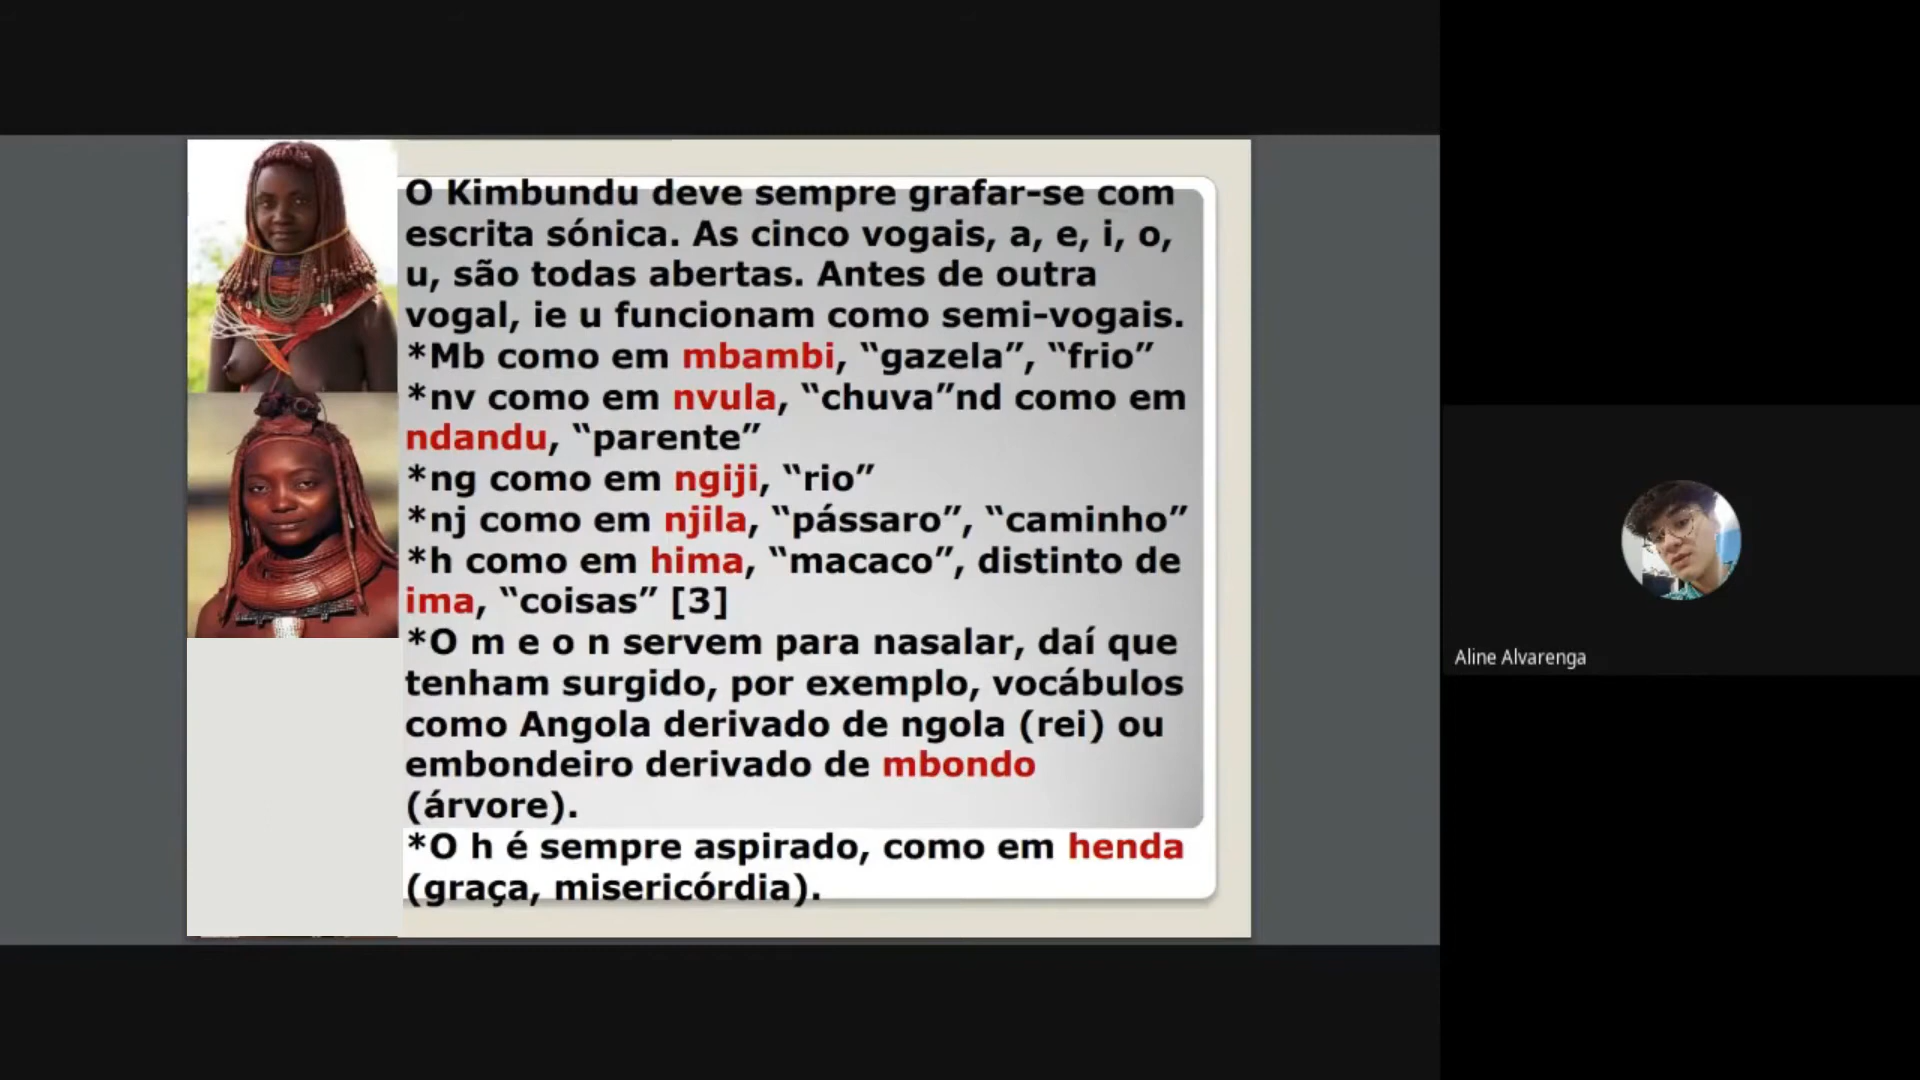 O Kimbundu deve sempre grafar-se com
escrita sónica. As cinco vogais, a, e, i, o,
u, são todas abertas. Antes de outra
vogal, ie u funcionam como semi-vogais.
*Mb como em mbambi, “gazela”, “frio”
*nv como em nvula, “chuva”nd como em
ndandu, “parente”
*ng como em ngiji, “rio”
*nj como em njila, “pássaro”, “caminho”
*h como em hima, “macaco”, distinto de
ima, “coisas” [3]
*O m e o n servem para nasalar, daí que
tenham surgido, por exemplo, vocábulos
como Angola derivado de ngola (rei) ou
embondeiro derivado de mbondo
(árvore).
*O h é sempre aspirado, como em henda
(graça, misericórdia).
Aline Alvarenga